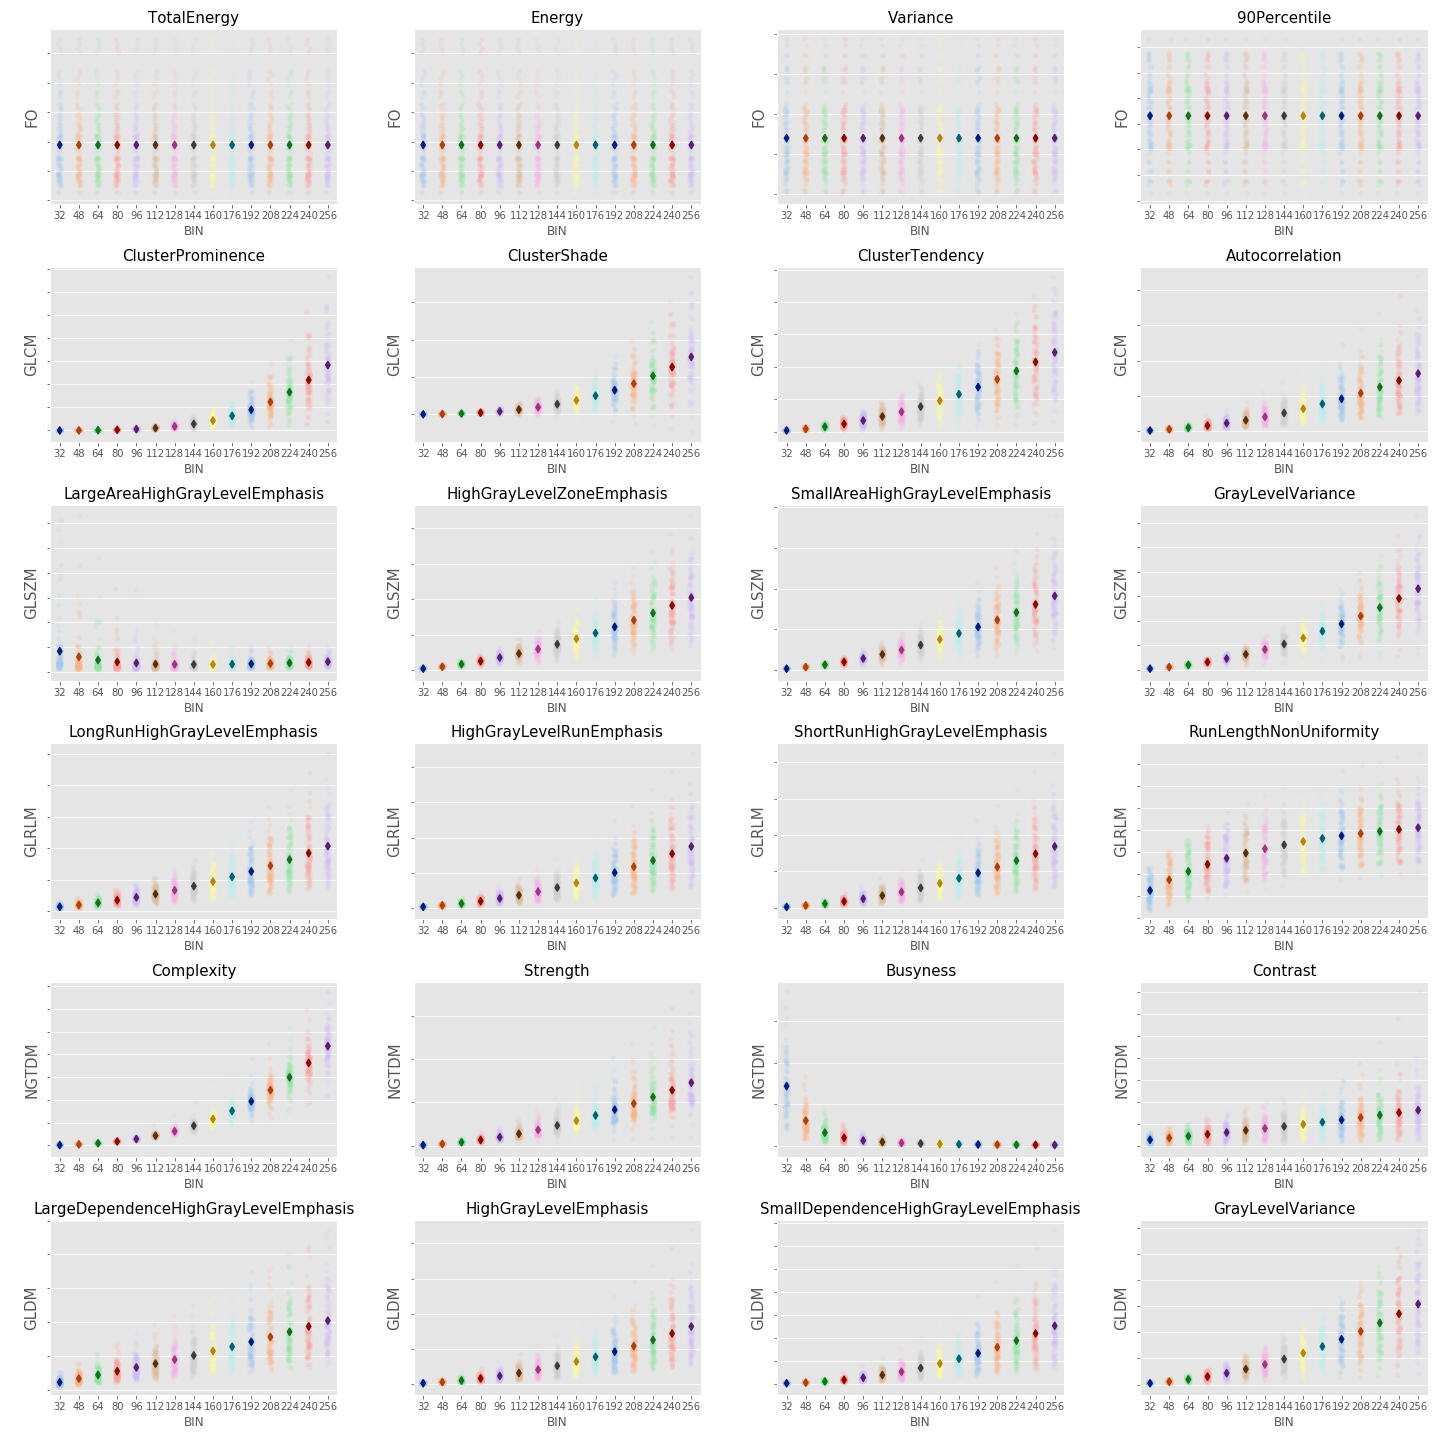 TotalEnergy Energy Variance 90Percentile
FO FO FO FO
32 48 64 80 96 112 128 144 160 176 192 208 224 240 256 32 48 64 80 96 112 128 144 160 176 192 208 224 240 256 32 48 64 80 96 112 128 144 160 176 192 208 224 240 256 32 48 64 80 96 112 128 144 160 176 192 208 224 240 256
BIN BIN BIN BIN
ClusterProminence ClusterShade ClusterTendency Autocorrelation
GLCM GLCM GLCM GLCM
32 48 64 80 96 112 128 144 160 176 192 208 224 240 256 32 48 64 80 96 112 128 144 160 176 192 208 224 240 256 32 48 64 80 96 112 128 144 160 176 192 208 224 240 256 32 48 64 80 96 112 128 144 160 176 192 208 224 240 256
BIN BIN BIN BIN
LargeAreaHighGrayLevelEmphasis HighGrayLevelZoneEmphasis SmallAreaHighGrayLevelEmphasis GrayLevelVariance
GLSZM GLSZM GLSZM GLSZM
32 48 64 80 96 112 128 144 160 176 192 208 224 240 256 32 48 64 80 96 112 128 144 160 176 192 208 224 240 256 32 48 64 80 96 112 128 144 160 176 192 208 224 240 256 32 48 64 80 96 112 128 144 160 176 192 208 224 240 256
BIN BIN BIN BIN
LongRunHighGrayLevelEmphasis HighGrayLevelRunEmphasis ShortRunHighGrayLevelEmphasis RunLengthNonUniformity
GLRLM GLRLM GLRLM GLRLM
32 48 64 80 96 112 128 144 160 176 192 208 224 240 256 32 48 64 80 96 112 128 144 160 176 192 208 224 240 256 32 48 64 80 96 112 128 144 160 176 192 208 224 240 256 32 48 64 80 96 112 128 144 160 176 192 208 224 240 256
BIN BIN BIN BIN
Complexity Strength Busyness Contrast
NGTDM NGTDM NGTDM NGTDM
32 48 64 80 96 112 128 144 160 176 192 208 224 240 256 32 48 64 80 96 112 128 144 160 176 192 208 224 240 256 32 48 64 80 96 112 128 144 160 176 192 208 224 240 256 32 48 64 80 96 112 128 144 160 176 192 208 224 240 256
BIN BIN BIN BIN
LargeDependenceHighGrayLevelEmphasis HighGrayLevelEmphasis SmallDependenceHighGrayLevelEmphasis GrayLevelVariance
GLDM GLDM GLDM GLDM
32 48 64 80 96 112 128 144 160 176 192 208 224 240 256 32 48 64 80 96 112 128 144 160 176 192 208 224 240 256 32 48 64 80 96 112 128 144 160 176 192 208 224 240 256 32 48 64 80 96 112 128 144 160 176 192 208 224 240 256
BIN BIN BIN BIN